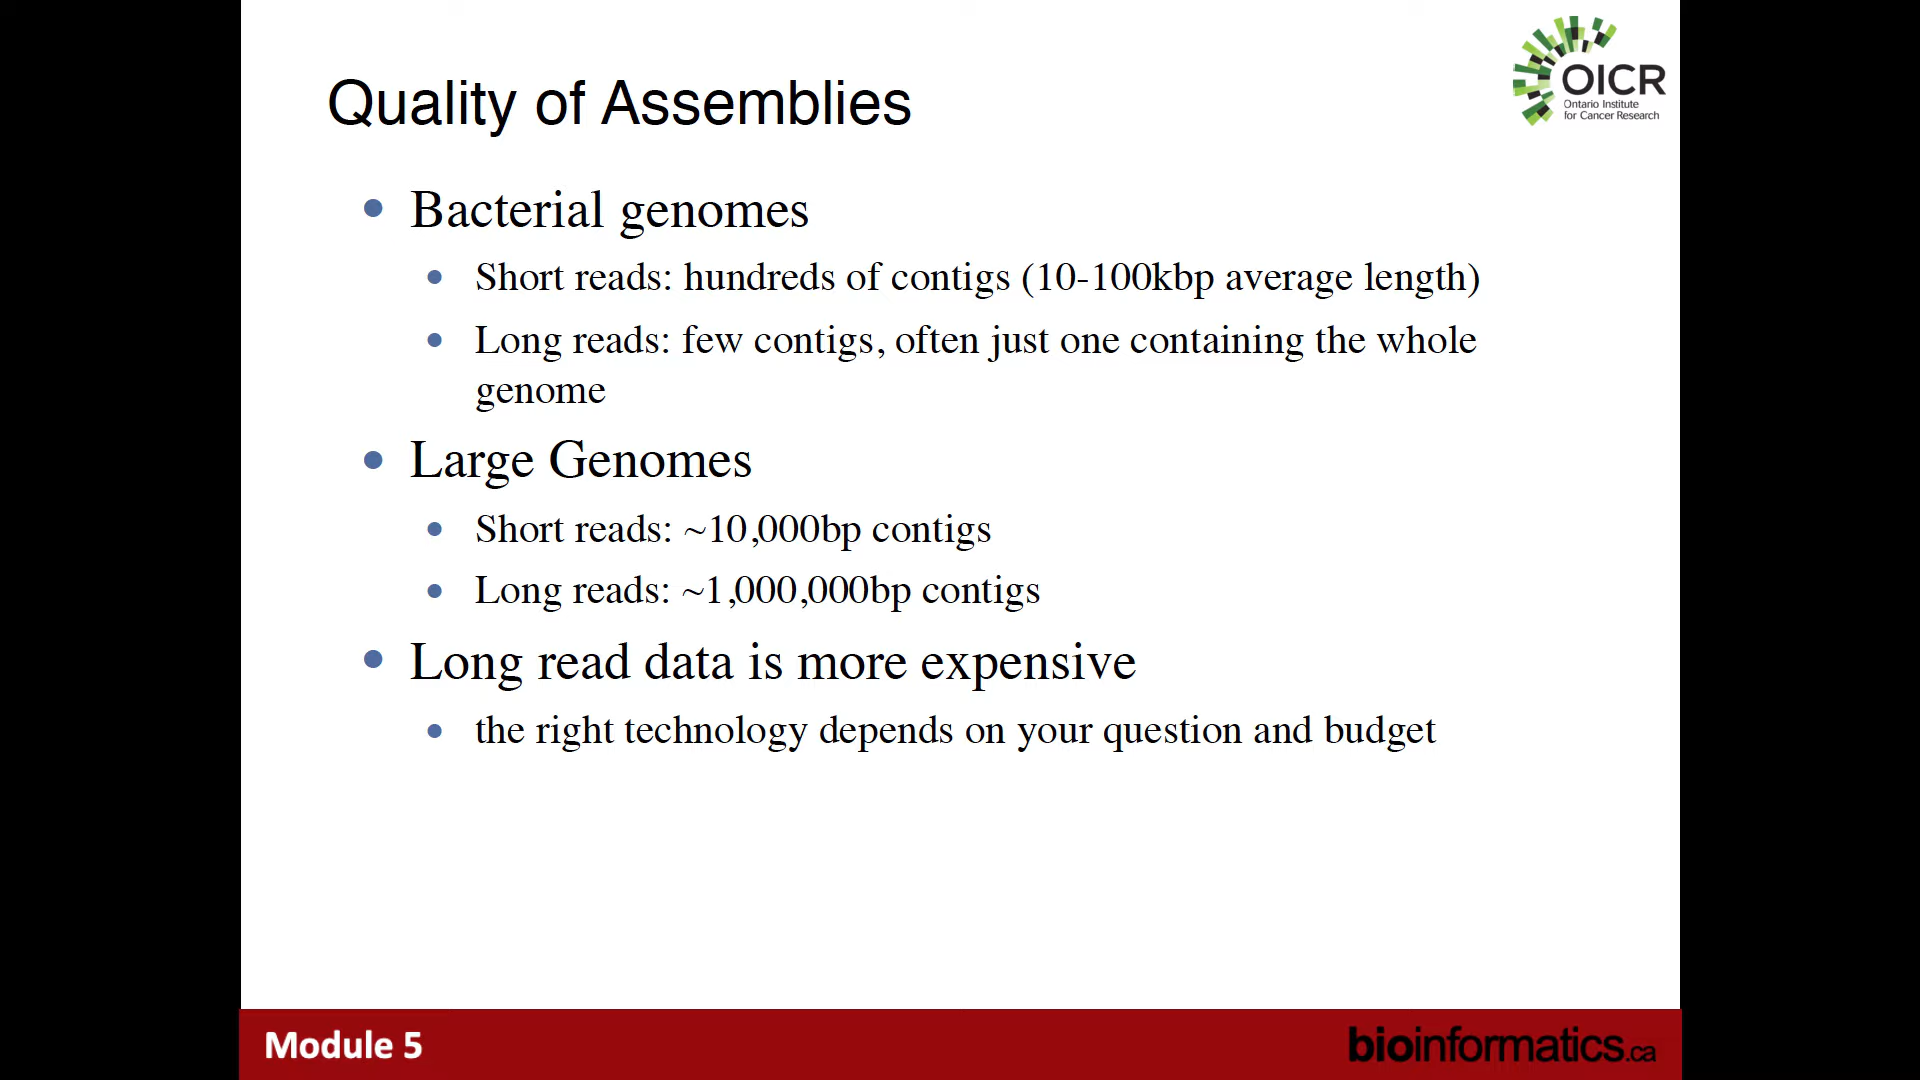 Quality of Assemblies
OICR
Ontario Institute
for Cancer Research
• Bacterial genomes
• Short reads: hundreds of contigs (10-100kbp average length)
• Long reads: few contigs, often just one containing the whole
genome
• Large Genomes
• Short reads: ~10,000bp contigs
• Long reads: ~1,000,000bp contigs
• Long read data is more expensive
• the right technology depends on your question and budget
Module 5
bioinformatics.ca